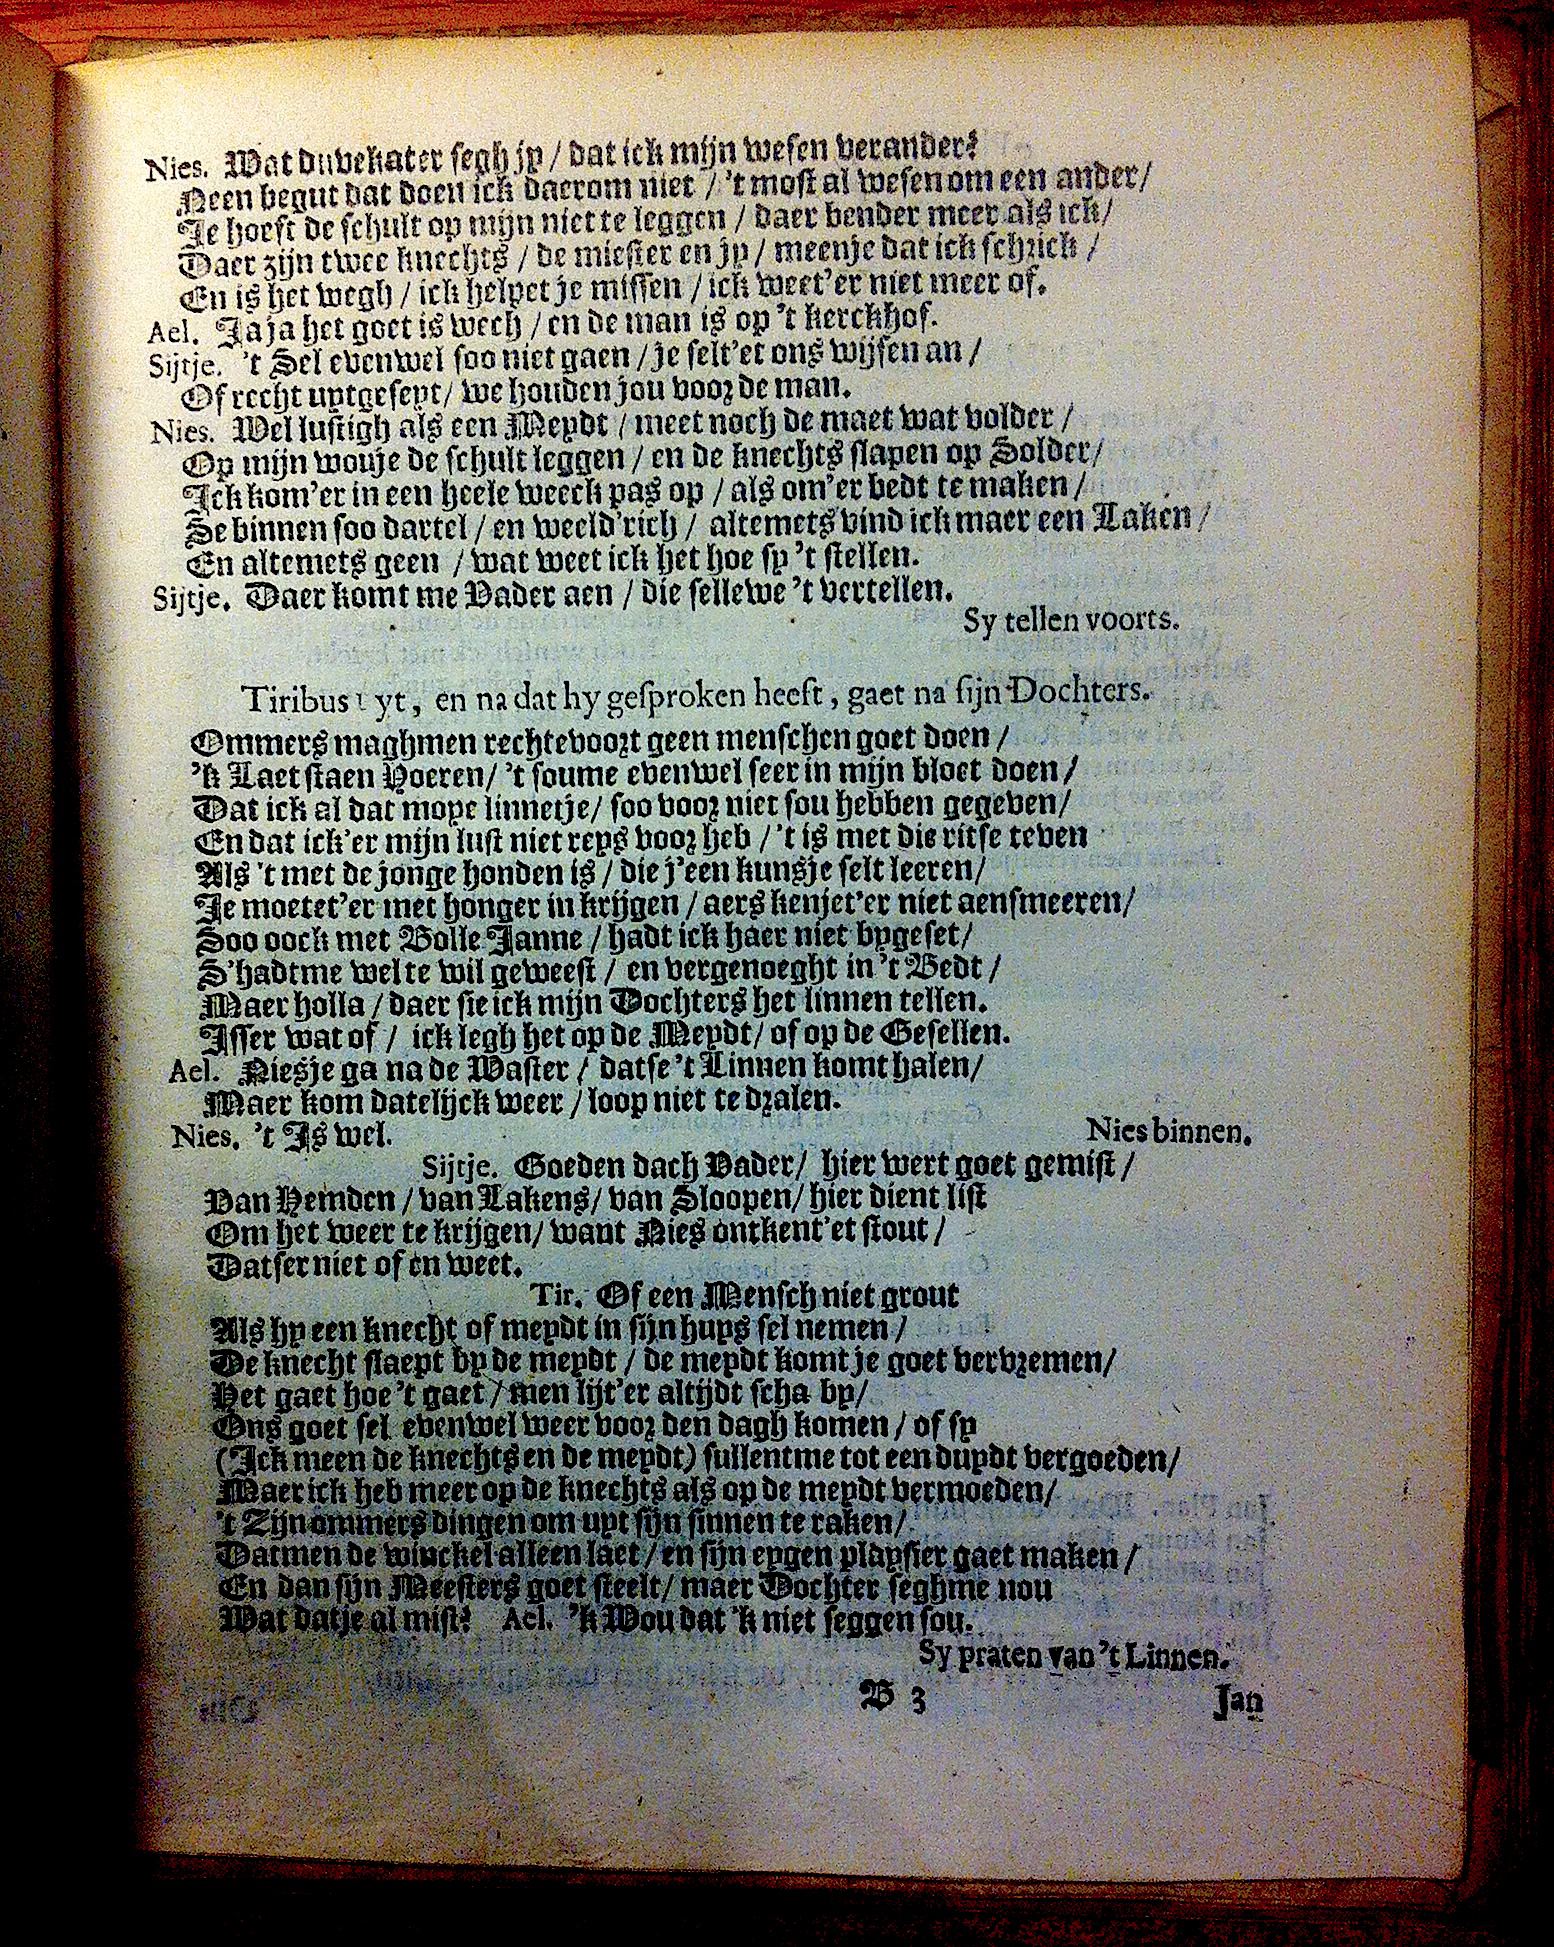 Nies. Wat duvekater segh jy / dat ick mijn wesen verander?
Neen begut dat doen ick daerom niet / 't most al wesen om een ander /
Je hoeft de schult op mijn niet te leggen / daer bender meer als ick /
Daer zijn twee knechts / de miester en jy / meenje dat ick schrick /
En is het wegh / ick helpet je missen / ick weet'er niet meer of.
Ael. Jaja het goet is wech / en de man is op 't kerckhof.
Sijtje. 't Sel evenwel soo niet gaen / je selt'et ons wijsen an /
Of recht uytgeseyt / we houden jou voor de man.
Nies. Wel lustigh als een Meydt / meet noch de maet wat volder /
Op mijn wouje de schult leggen / en de knechts slapen op Solder /
Ick kom'er in een heele weeck pas op / als om'er bedt te maken /
Se binnen soo dartel / en weeld'rich / altemets vind ick maer een Laken /
En altemets geen / wat weet ick het hoe sy 't stellen.
Sijtje. Daer komt me Vader aen / die sellewe 't vertellen.
Sy tellen voorts.
Tiribus uyt, en na dat hy gesproken heeft, gaet na sijn Dochters.
Ommers maghmen rechtevoort geen menschen goet doen /
'k Laet staen Hoeren / 't soume evenwel seer in mijn bloet doen /
Dat ick al dat moye linnetje / soo voor niet sou hebben gegeven /
En dat ick'er mijn lust niet reys voor heb / 't is met die ritse teven
Als 't met de jonge honden is / die j'een kunsje selt leeren /
Je moetet'er met honger in krijgen / aers kenjet'er niet aensmeeren /
Soo oock met Bolle Janne / hadt ick haer niet bygeset /
S'hadtme wel te wil geweest / en vergenoeght in 't Bedt /
Maer holla / daer sie ick mijn Dochters het linnen tellen.
Isser wat of / ick legh het op de Meydt / of op de Gesellen.
Ael. Niesje ga na de Waster / datse 't Linnen komt halen /
Maer kom datelijck weer / loop niet te dralen.
Nies. 't Is wel. Nies binnen.
Sijtje. Goeden dach Vader / hier wert goet gemist /
Van Hemden / van Lakens / van Sloopen / hier dient list
Om het weer te krijgen / want Nies ontkent'et stout /
Datser niet of en weet.
Tir. Of een Mensch niet grout
Als hy een knecht of meydt in sijn huys sel nemen /
De knecht slaept by de meydt / de meydt komt je goet vervremen /
Het gaet hoe 't gaet / men lijt'er altijdt scha by /
Ons goet sel evenwel weer voor den dagh komen / of sy
(Ick meen de knechts en de meydt) sullentme tot een duydt vergoeden /
Maer ick heb meer op de knechts als op de meydt vermoeden /
't Zijn ommers dingen om uyt sijn sinnen te raken /
Datmen de winckel alleen laet / en sijn eygen playsier gaet maken /
En dan sijn Meesters goet steelt / maer Dochter seghme nou
Wat datje al mist? Ael. 'k Wou dat 'k niet seggen sou.
Sy praten van 't Linnen.
B 3 Jan